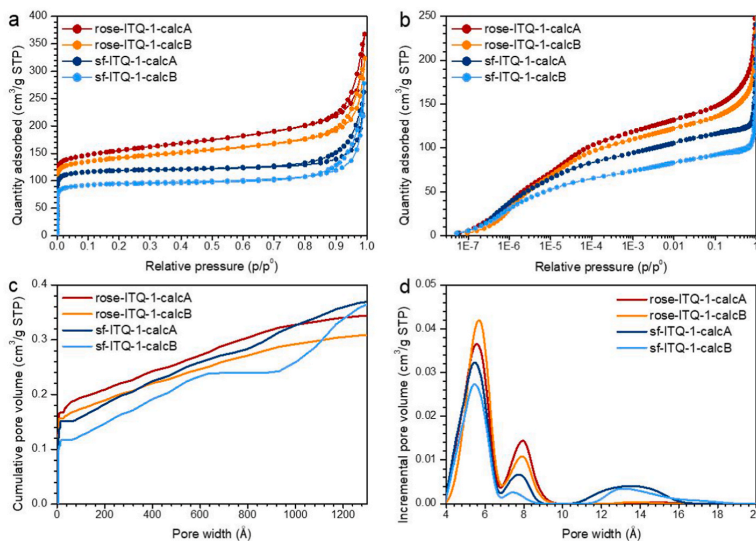 a
rose-ITQ-1-calcA
rose-ITQ-1-calcB
sf-ITQ-1-calcA
sf-ITQ-1-calcB
Quantity adsorbed (cm³/g STP)
400
350
300
250
200
150
100
50
0
0.0 0.1 0.2 0.3 0.4 0.5 0.6 0.7 0.8 0.9 1.0
Relative pressure (p/p⁰)
b
rose-ITQ-1-calcA
rose-ITQ-1-calcB
sf-ITQ-1-calcA
sf-ITQ-1-calcB
Quantity adsorbed (cm³/g STP)
250
200
150
100
50
0
1E-7 1E-6 1E-5 1E-4 1E-3 0.01 0.1 1
Relative pressure (p/p⁰)
c
rose-ITQ-1-calcA
rose-ITQ-1-calcB
sf-ITQ-1-calcA
sf-ITQ-1-calcB
Cumulative pore volume (cm³/g STP)
0.4
0.3
0.2
0.1
0.0
0 200 400 600 800 1000 1200
Pore width (Å)
d
rose-ITQ-1-calcA
rose-ITQ-1-calcB
sf-ITQ-1-calcA
sf-ITQ-1-calcB
Incremental pore volume (cm³/g STP)
0.05
0.04
0.03
0.02
0.01
0.00
4 6 8 10 12 14 16 18 20
Pore width (Å)